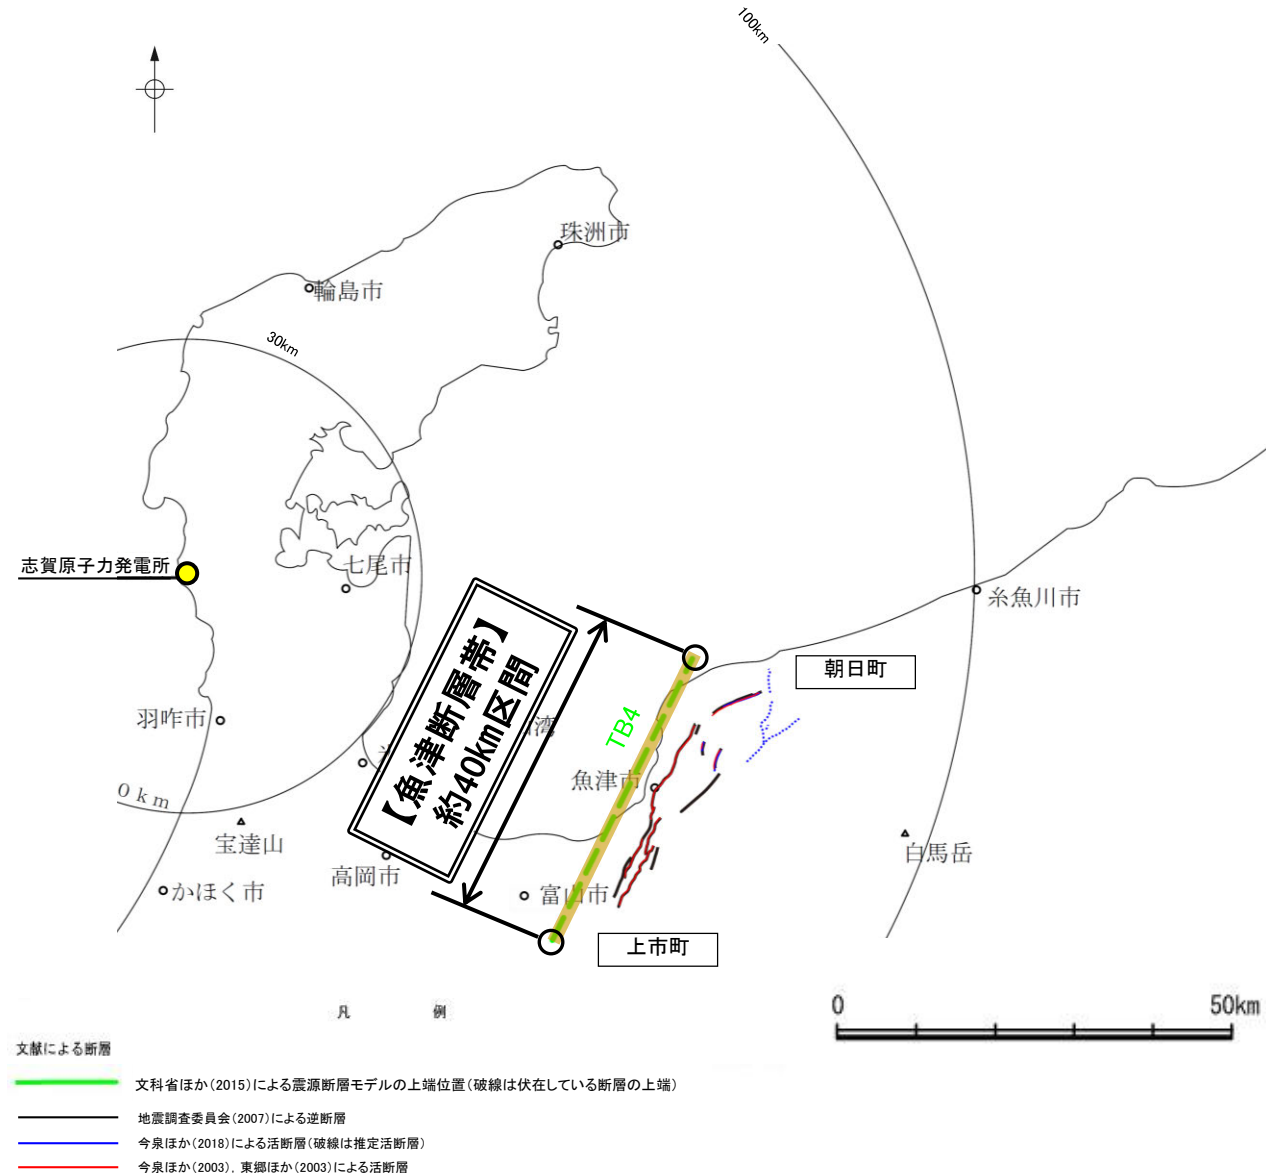 100km
珠洲市
輪島市
30km
志賀原子力発電所
七尾市
糸魚川市
朝日町
【魚津断層帯】
約40km区間
湾
TB4
羽咋市
魚津市
0km
宝達山
高岡市
白馬岳
かほく市
富山市
上市町
凡 例
0 50km
文献による断層
文科省ほか(2015)による震源断層モデルの上端位置(破線は伏在している断層の上端)
地震調査委員会(2007)による逆断層
今泉ほか(2018)による活断層(破線は推定活断層)
今泉ほか(2003)，東郷ほか(2003)による活断層